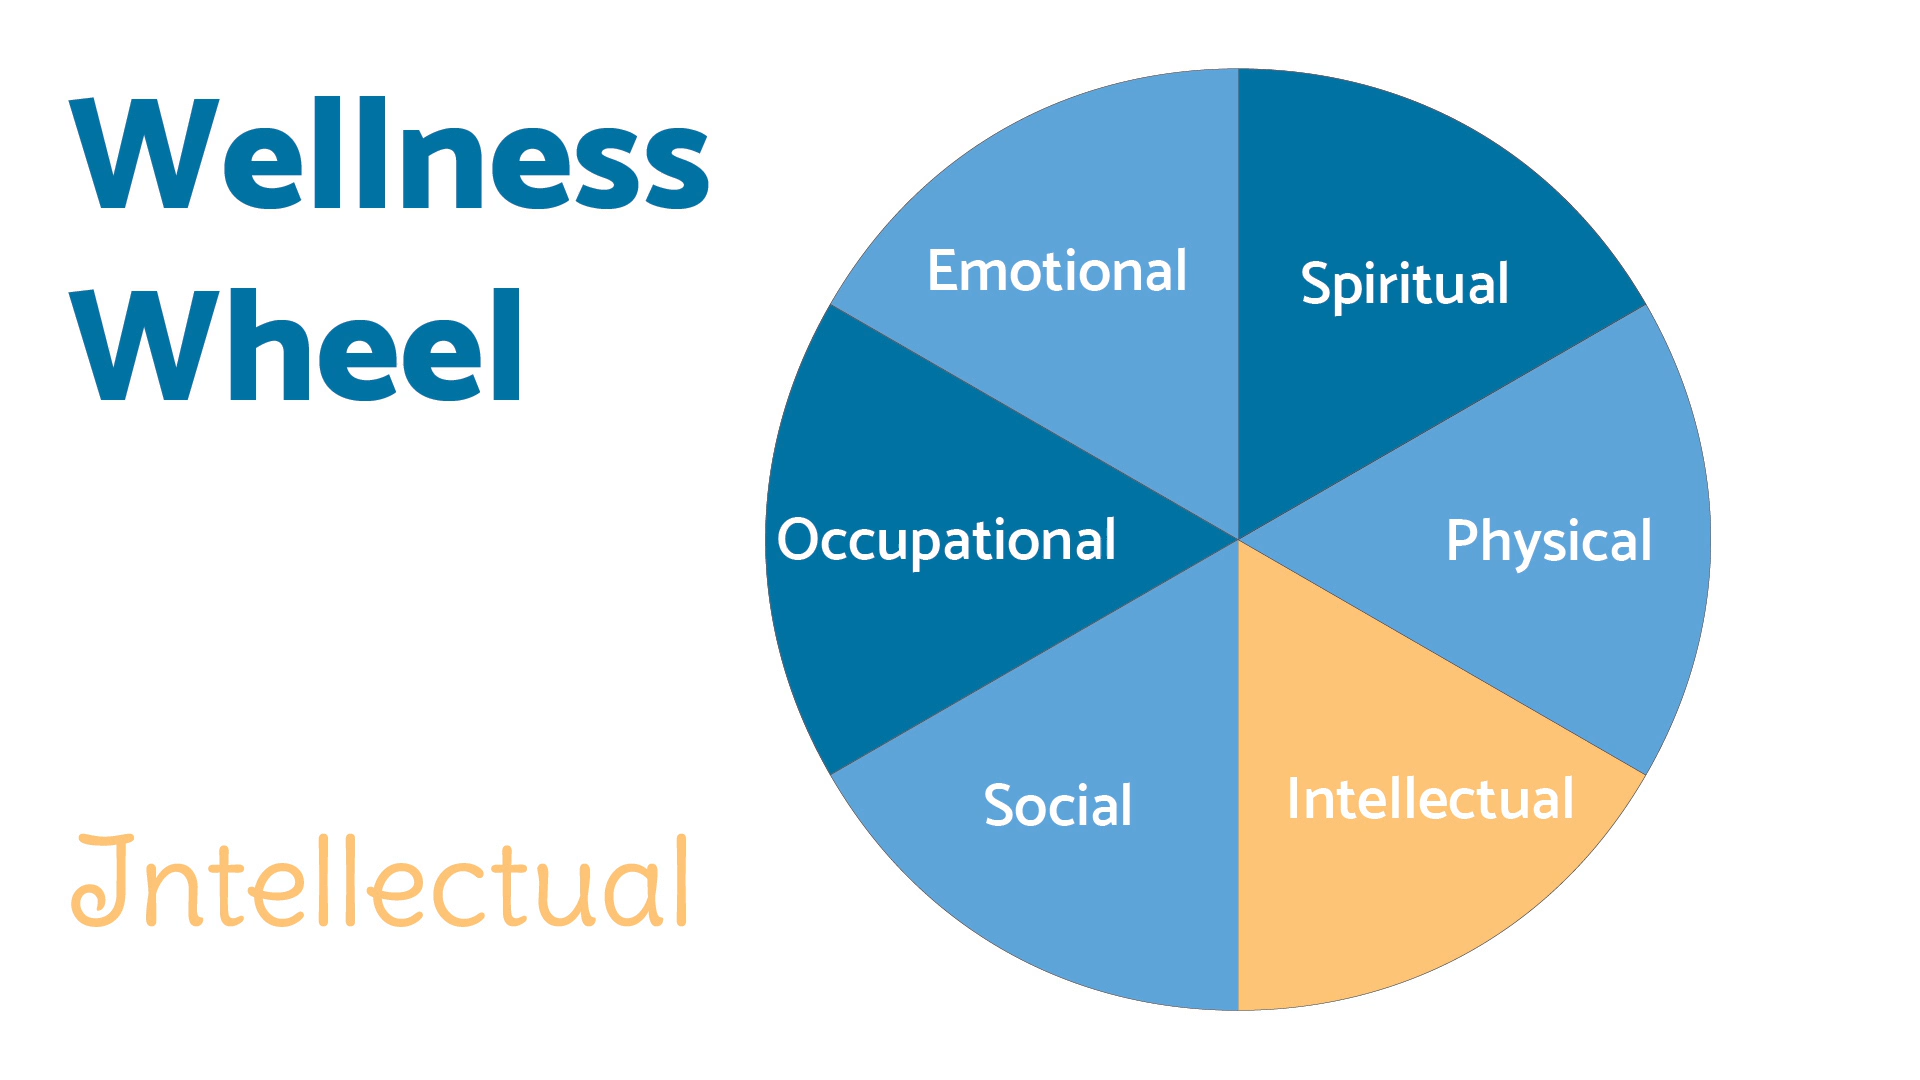 Wellness
Wheel
Intellectual
Emotional
Spiritual
Occupational
Physical
Social
Intellectual